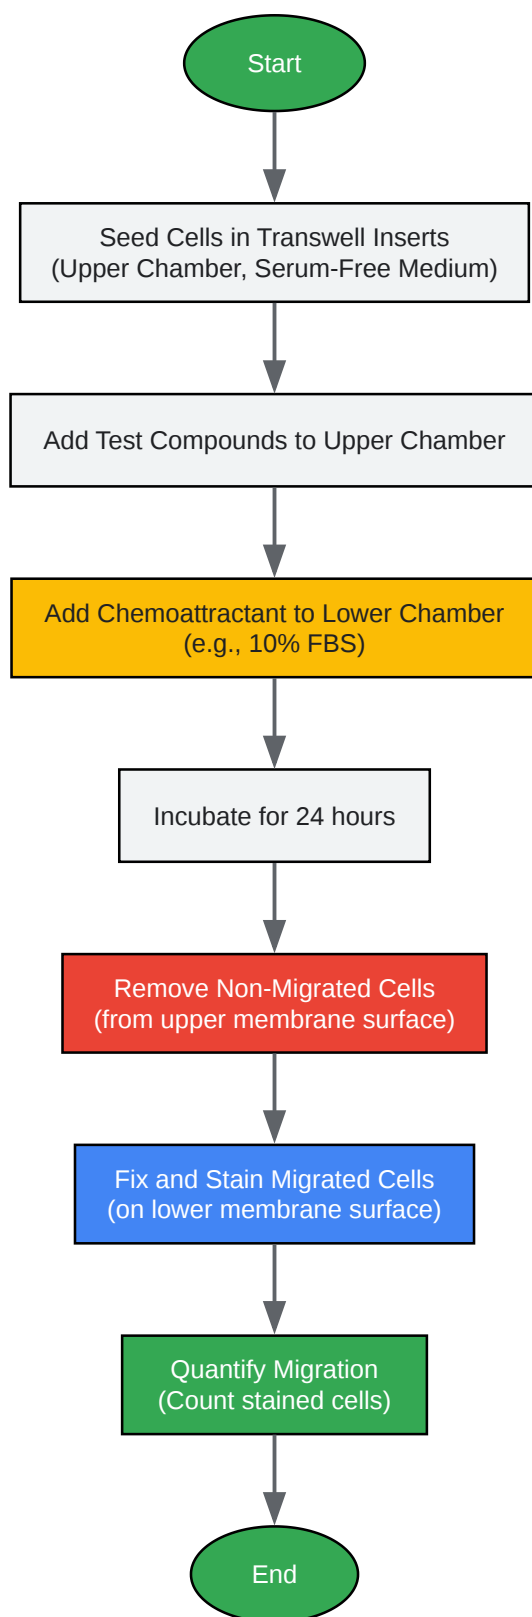 Start
Seed Cells in Transwell Inserts
(Upper Chamber, Serum-Free Medium)
Add Test Compounds to Upper Chamber
Add Chemoattractant to Lower Chamber
(e.g., 10% FBS)
Incubate for 24 hours
Remove Non-Migrated Cells
(from upper membrane surface)
Fix and Stain Migrated Cells
(on lower membrane surface)
Quantify Migration
(Count stained cells)
End